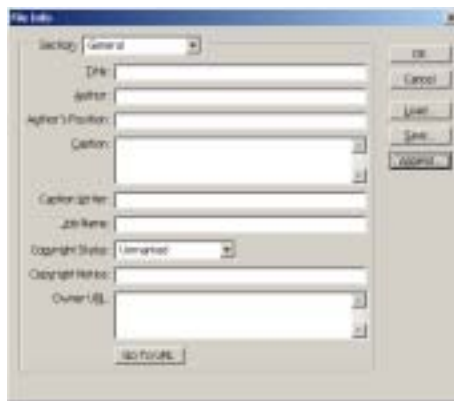 File Info
Section: General
Title:
Author:
Author's Position:
Caption:
Caption Writer:
Job Name:
Copyright Status: Unmarked
Copyright Notice:
Owner URL:
Go To URL
OK
Cancel
Load...
Save...
Append...